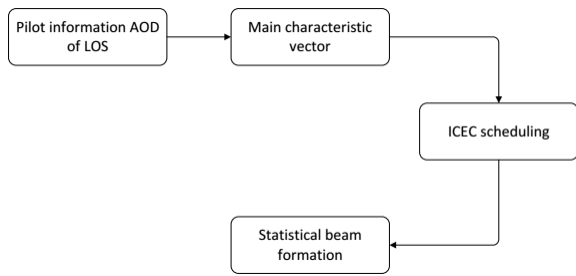 Pilot information AOD
of LOS
Main characteristic
vector
ICEC scheduling
Statistical beam
formation